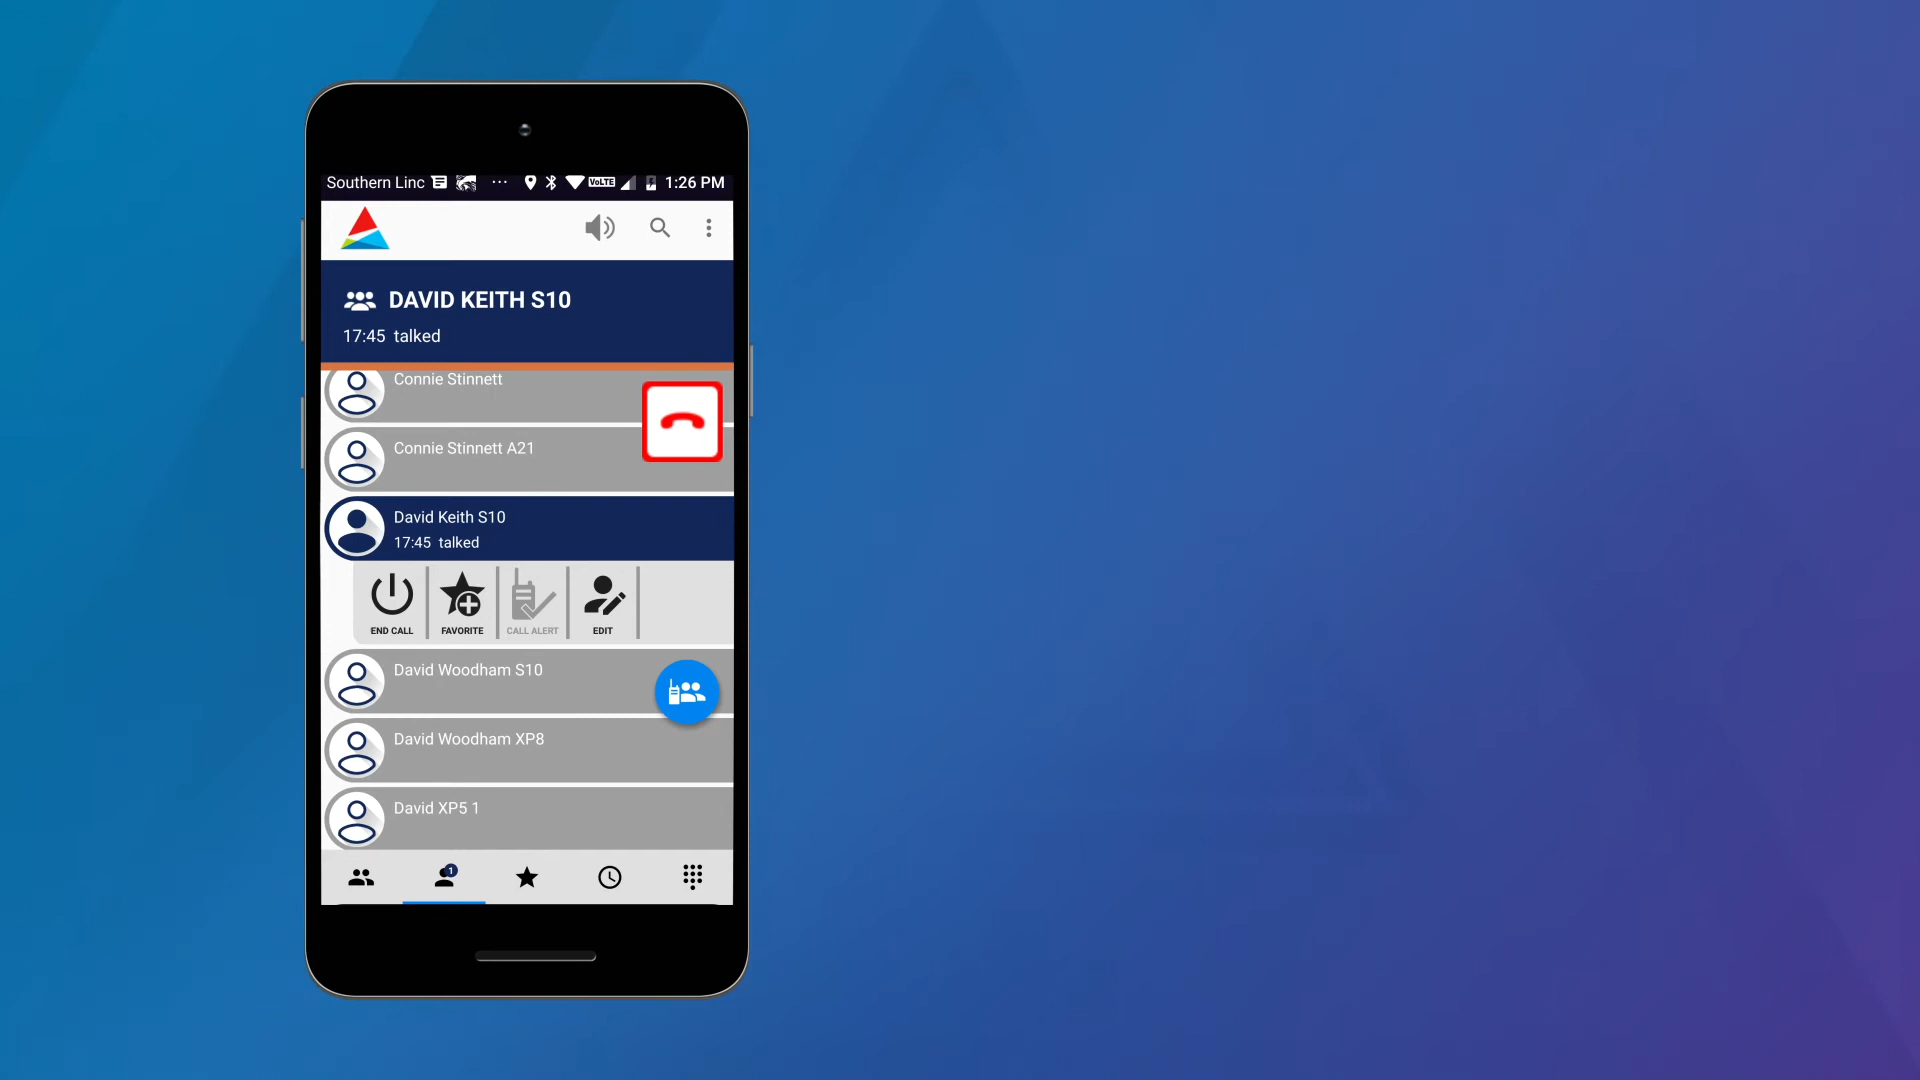 Southern Linc ... VoLTE 1:26 PM
DAVID KEITH S10
17:45 talked
Connie Stinnett
Connie Stinnett A21
David Keith S10
17:45 talked
END CALL FAVORITE CALL ALERT EDIT
David Woodham S10
David Woodham XP8
David XP5 1
1